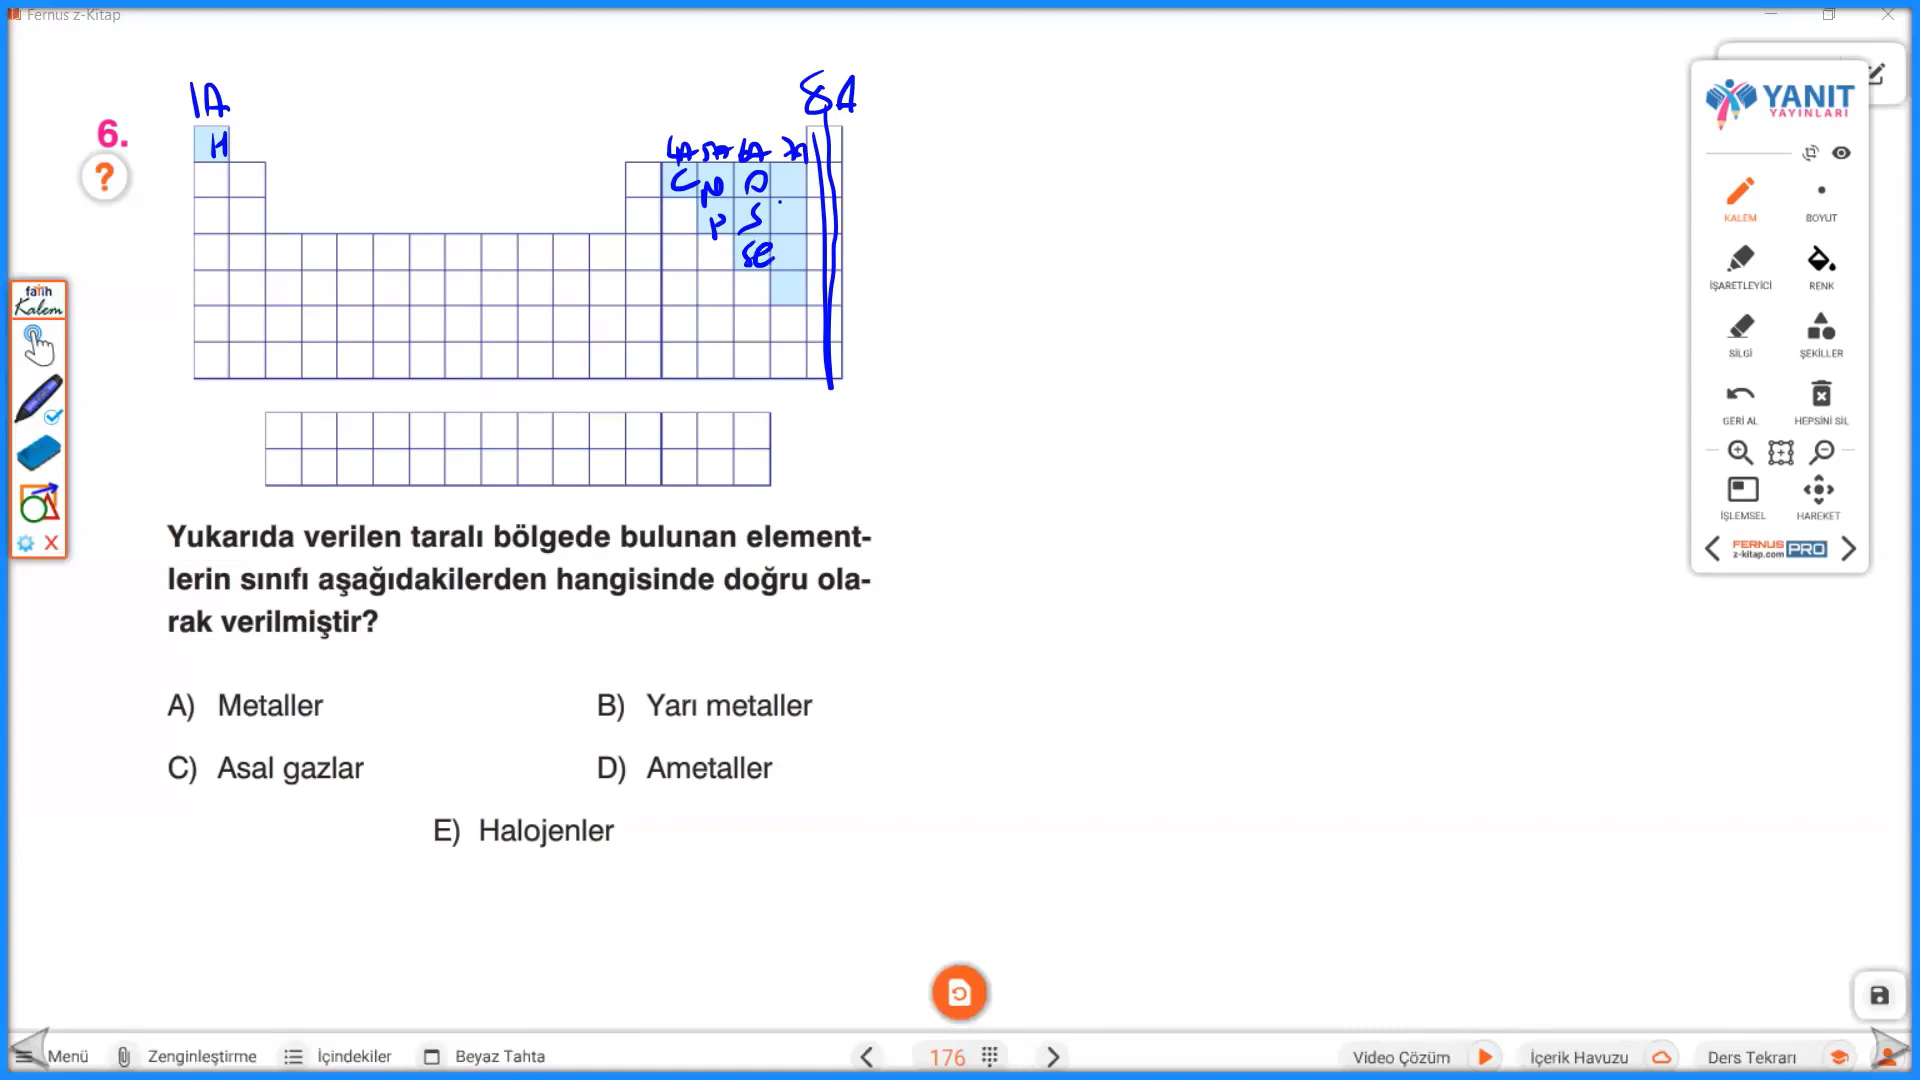 Fernus z-Kitap
1A
8A
6.
H
4A 5A 6A 7A
?
C N O
P S
Se
fatih
Kalem
X
YANIT
YAYINLARI
KALEM
BOYUT
İŞARETLEYİCİ
RENK
SİLGİ
ŞEKİLLER
GERİ AL
HEPSİNİ SİL
İŞLEMSEL
HAREKET
FERNUS
z-kitap.com PRO
Yukarıda verilen taralı bölgede bulunan element-
lerin sınıfı aşağıdakilerden hangisinde doğru ola-
rak verilmiştir?
A) Metaller
B) Yarı metaller
C) Asal gazlar
D) Ametaller
E) Halojenler
Menü
Zenginleştirme
İçindekiler
Beyaz Tahta
176
Video Çözüm
İçerik Havuzu
Ders Tekrarı